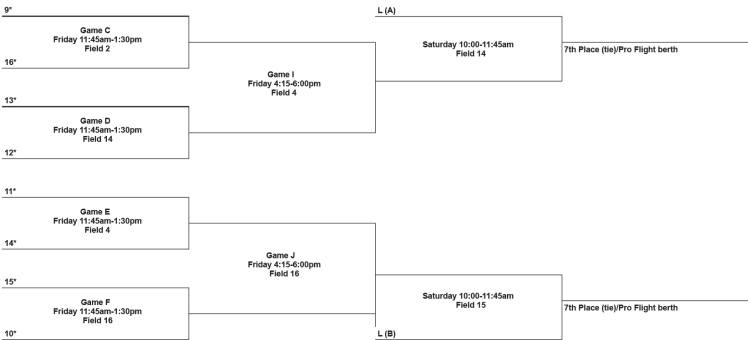 9*
Game C
Friday 11:45am-1:30pm
Field 2
16*
13*
Game D
Friday 11:45am-1:30pm
Field 14
12*
11*
Game E
Friday 11:45am-1:30pm
Field 4
14*
15*
Game F
Friday 11:45am-1:30pm
Field 16
10*
Game I
Friday 4:15-6:00pm
Field 4
Game J
Friday 4:15-6:00pm
Field 16
L (A)
Saturday 10:00-11:45am
Field 14
7th Place (tie)/Pro Flight berth
Saturday 10:00-11:45am
Field 15
L (B)
7th Place (tie)/Pro Flight berth